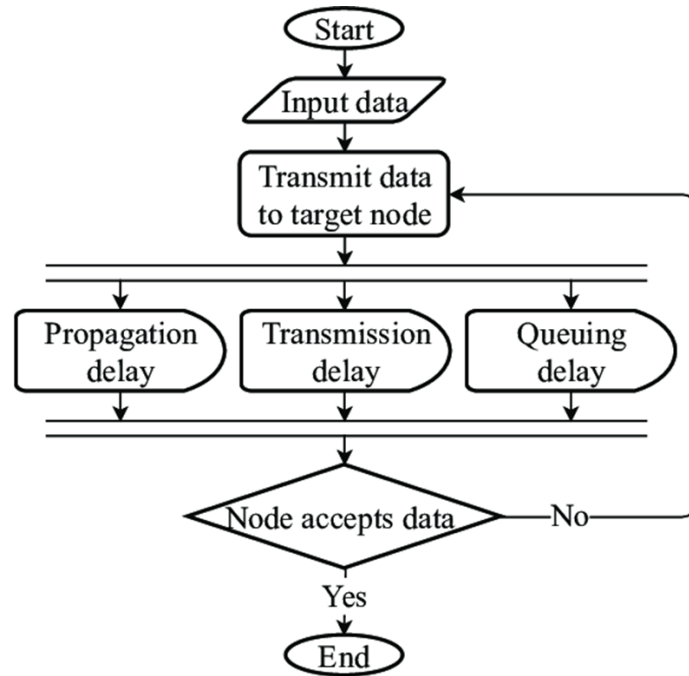 Start
Input data
Transmit data
to target node
Propagation
delay
Transmission
delay
Queuing
delay
Node accepts data
No
Yes
End